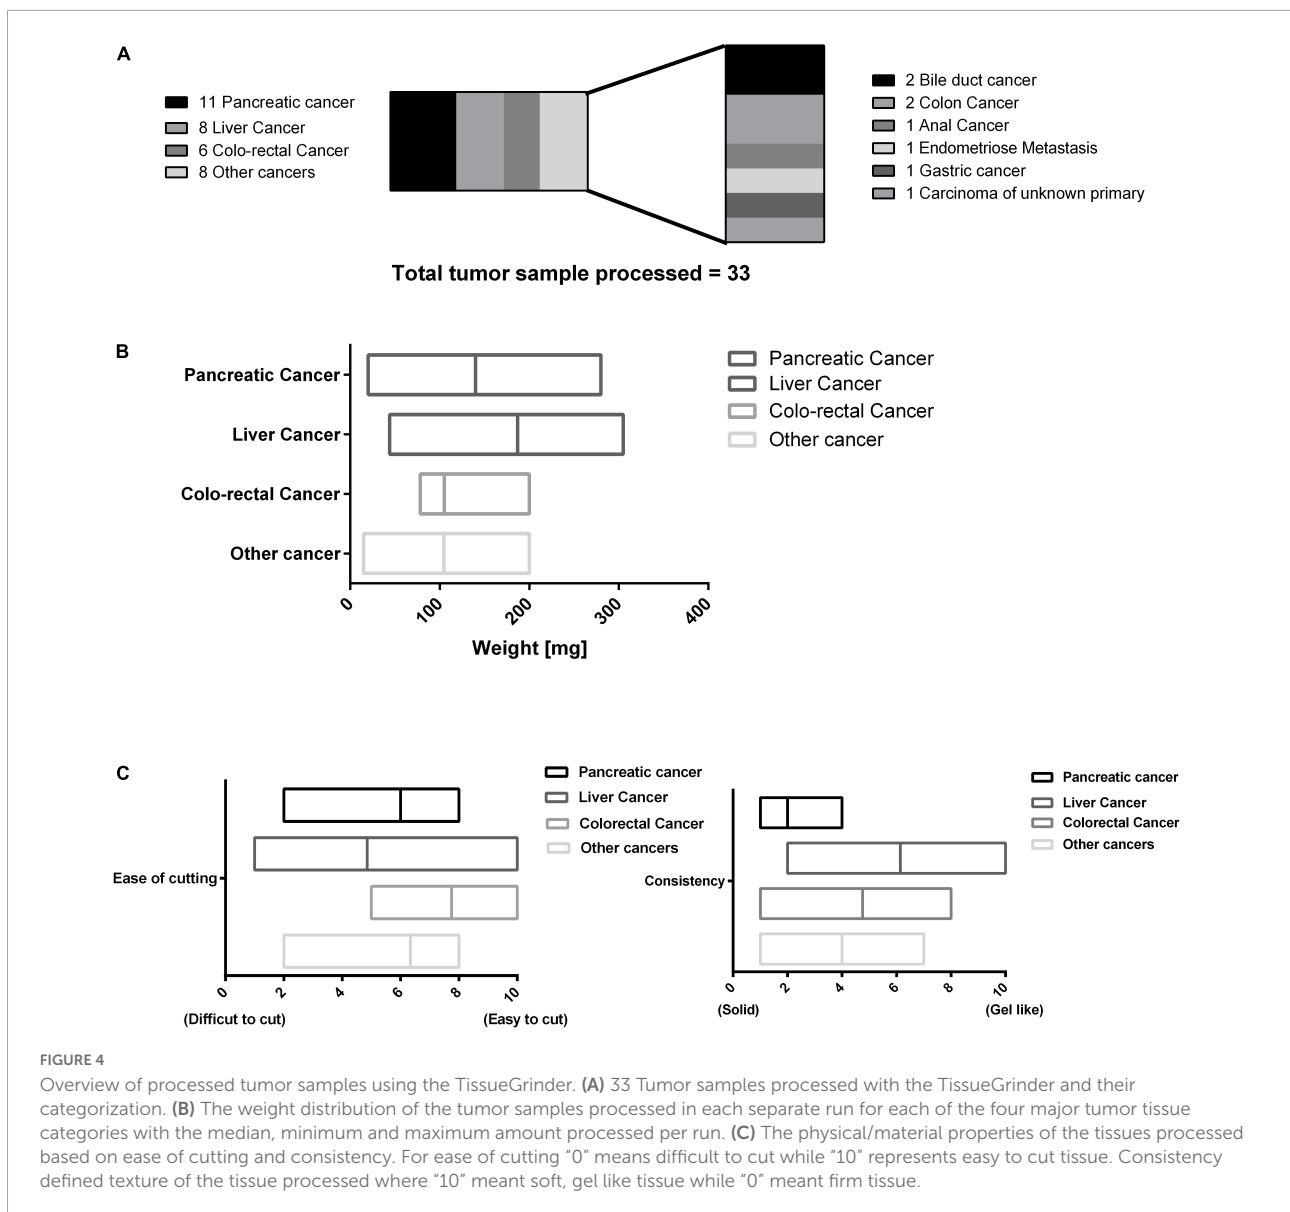 A
11 Pancreatic cancer
8 Liver Cancer
6 Colo-rectal Cancer
8 Other cancers
2 Bile duct cancer
2 Colon Cancer
1 Anal Cancer
1 Endometriose Metastasis
1 Gastric cancer
1 Carcinoma of unknown primary
Total tumor sample processed = 33
B
Pancreatic Cancer
Liver Cancer
Colo-rectal Cancer
Other cancer
0
100
200
300
400
Weight [mg]
Pancreatic Cancer
Liver Cancer
Colo-rectal Cancer
Other cancer
C
Ease of cutting
0
2
4
6
8
10
(Difficut to cut)
(Easy to cut)
Pancreatic cancer
Liver Cancer
Colorectal Cancer
Other cancers
Consistency
0
2
4
6
8
10
(Solid)
(Gel like)
Pancreatic cancer
Liver Cancer
Colorectal Cancer
Other cancers
FIGURE 4
Overview of processed tumor samples using the TissueGrinder. (A) 33 Tumor samples processed with the TissueGrinder and their
categorization. (B) The weight distribution of the tumor samples processed in each separate run for each of the four major tumor tissue
categories with the median, minimum and maximum amount processed per run. (C) The physical/material properties of the tissues processed
based on ease of cutting and consistency. For ease of cutting “0” means difficult to cut while “10” represents easy to cut tissue. Consistency
defined texture of the tissue processed where “10” meant soft, gel like tissue while “0” meant firm tissue.